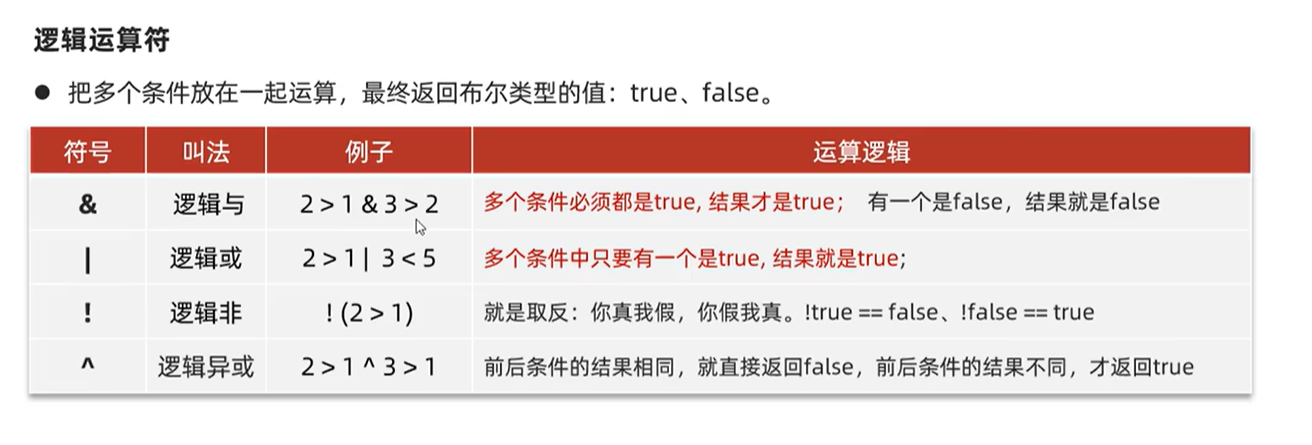 逻辑运算符
● 把多个条件放在一起运算，最终返回布尔类型的值：true、false。
符号 叫法 例子 运算逻辑
& 逻辑与 2 > 1 & 3 > 2 多个条件必须都是true, 结果才是true； 有一个是false，结果就是false
| 逻辑或 2 > 1 | 3 < 5 多个条件中只要有一个是true, 结果就是true；
! 逻辑非 ! (2 > 1) 就是取反：你真我假，你假我真。!true == false、!false == true
^ 逻辑异或 2 > 1 ^ 3 > 1 前后条件的结果相同，就直接返回false，前后条件的结果不同，才返回true